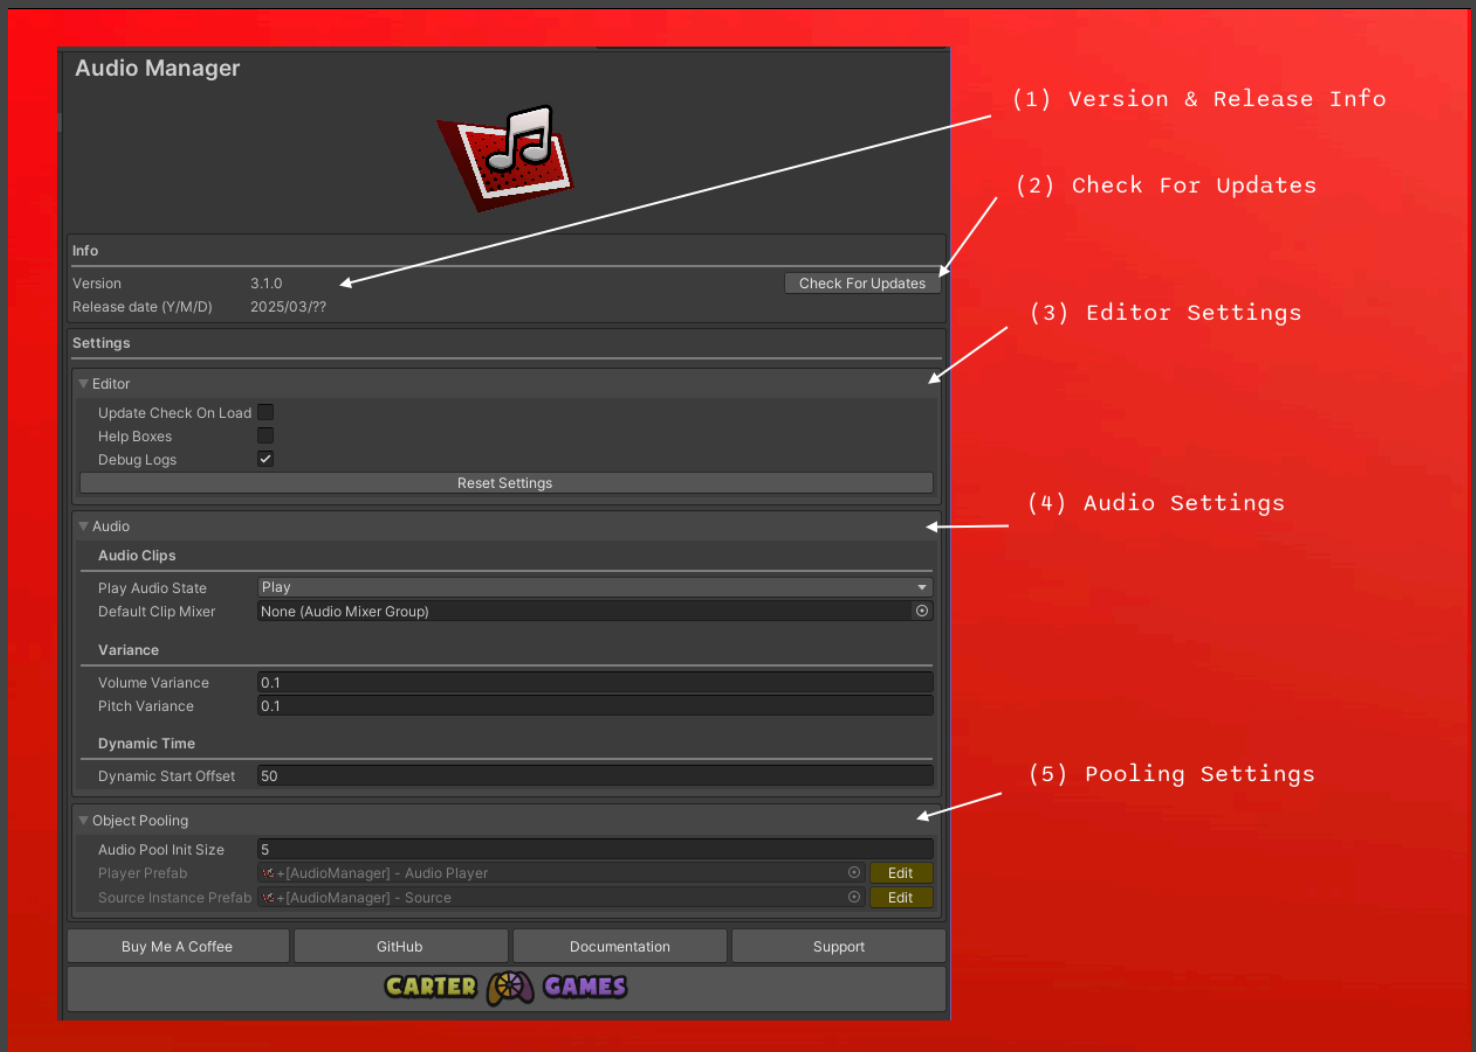 Audio Manager
(1) Version & Release Info
(2) Check For Updates
Info
Version 3.1.0 Check For Updates
Release date (Y/M/D) 2025/03/??
(3) Editor Settings
Settings
Editor
Update Check On Load
Help Boxes
Debug Logs
Reset Settings
(4) Audio Settings
Audio
Audio Clips
Play Audio State Play
Default Clip Mixer None (Audio Mixer Group)
Variance
Volume Variance 0.1
Pitch Variance 0.1
Dynamic Time
Dynamic Start Offset 50
(5) Pooling Settings
Object Pooling
Audio Pool Init Size 5
Player Prefab +[AudioManager] - Audio Player Edit
Source Instance Prefab +[AudioManager] - Source Edit
Buy Me A Coffee GitHub Documentation Support
CARTER GAMES